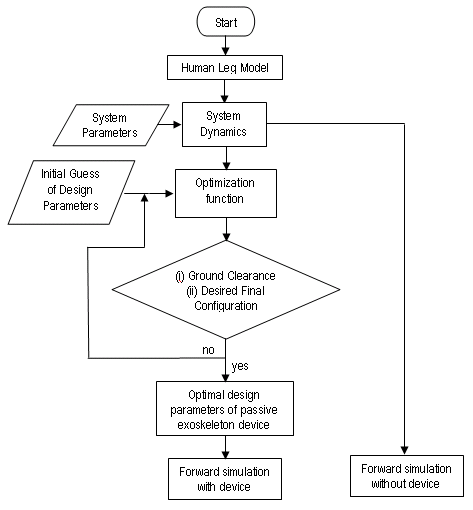 Start
Human Leg Model
System
Parameters
System
Dynamics
Initial Guess
of Design
Parameters
Optimization
function
(i) Ground Clearance
(ii) Desired Final
Configuration
no
yes
Optimal design
parameters of passive
exoskeleton device
Forward simulation
with device
Forward simulation
without device